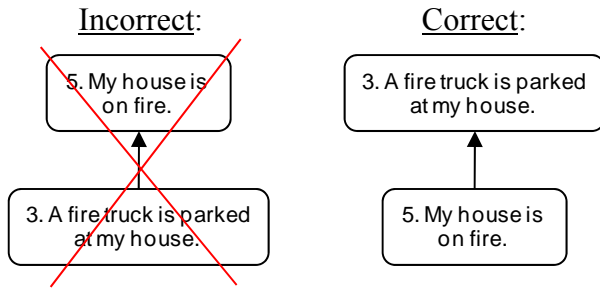 Incorrect:
5. My house is
on fire.
3. A fire truck is parked
at my house.
Correct:
3. A fire truck is parked
at my house.
5. My house is
on fire.